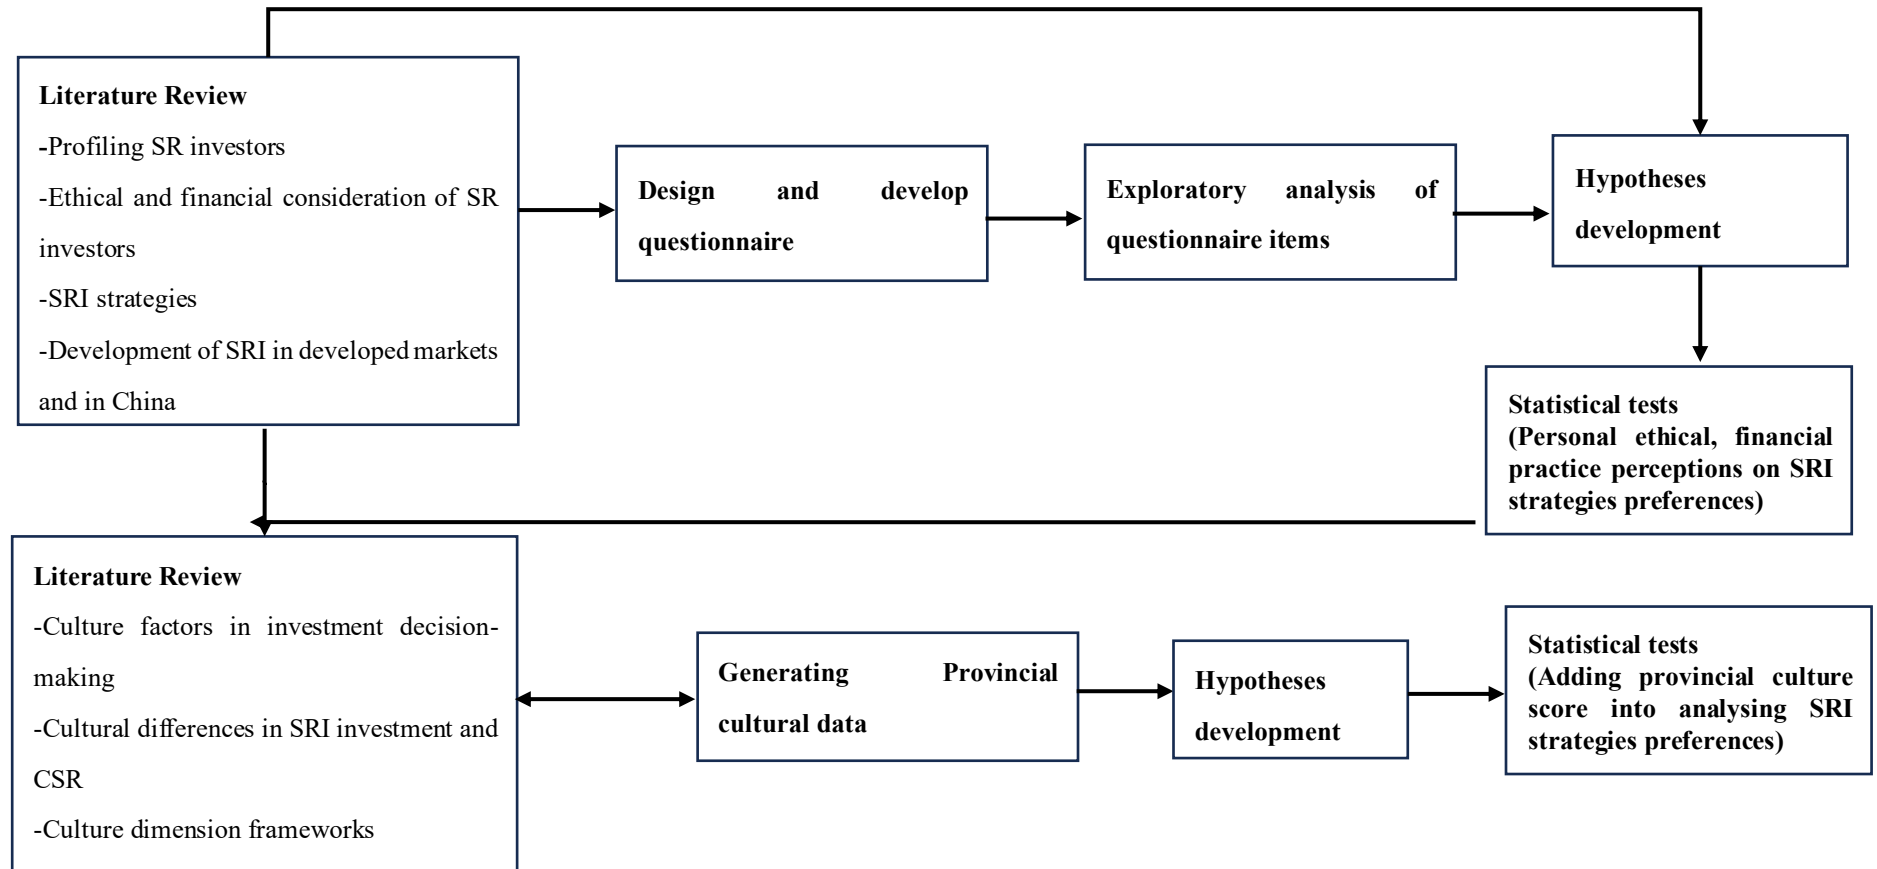 Literature Review
-Profiling SR investors
-Ethical and financial consideration of SR
investors
-SRI strategies
-Development of SRI in developed markets
and in China
Design and develop
questionnaire
Exploratory analysis of
questionnaire items
Hypotheses
development
Statistical tests
(Personal ethical, financial
practice perceptions on SRI
strategies preferences)
Literature Review
-Culture factors in investment decision-
making
-Cultural differences in SRI investment and
CSR
-Culture dimension frameworks
Generating Provincial
cultural data
Hypotheses
development
Statistical tests
(Adding provincial culture
score into analysing SRI
strategies preferences)